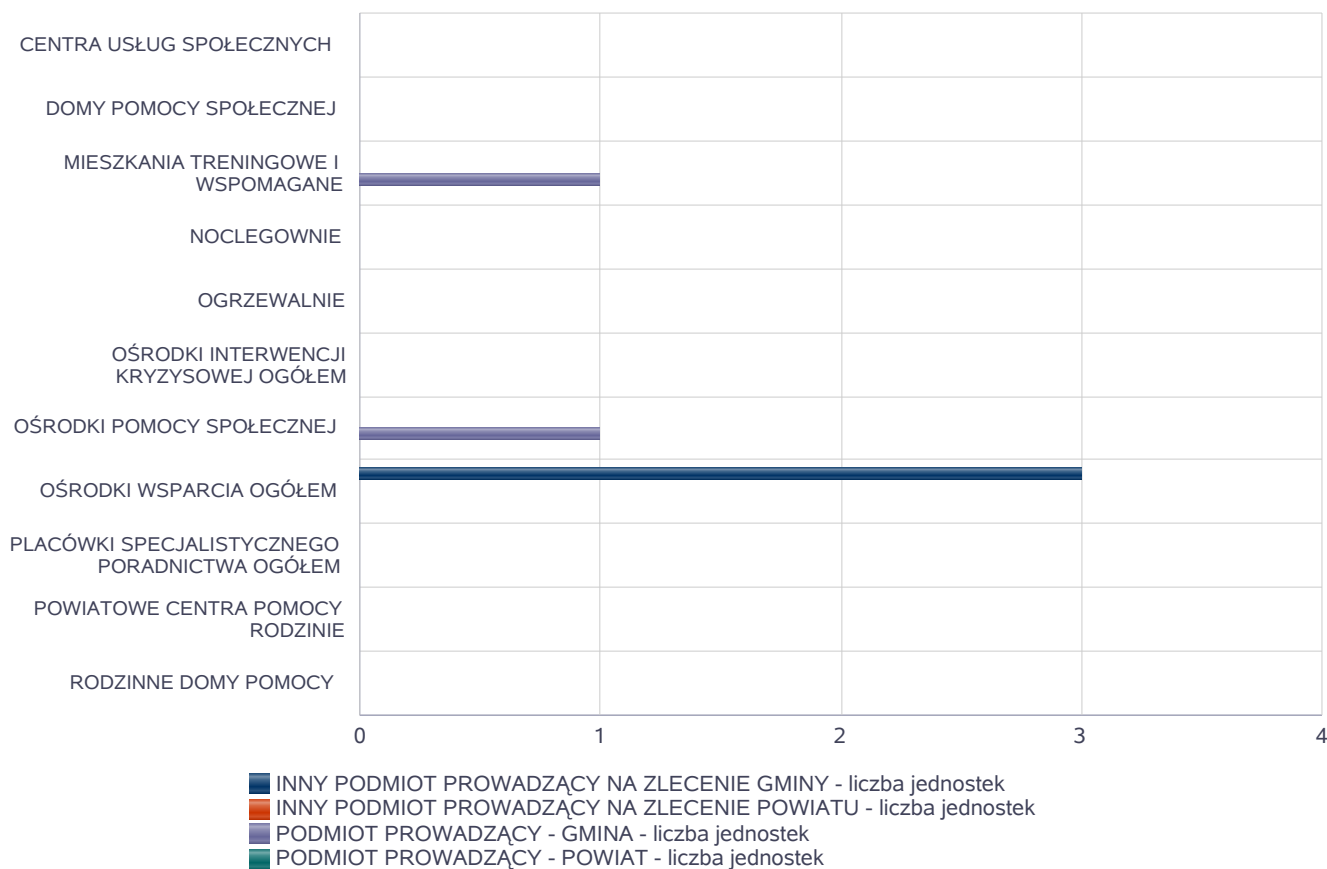 CENTRA USŁUG SPOŁECZNYCH
DOMY POMOCY SPOŁECZNEJ
MIESZKANIA TRENINGOWE I
WSPOMAGANE
NOCLEGOWNIE
OGRZEWALNIE
OŚRODKI INTERWENCJI
KRYZYSOWEJ OGÓŁEM
OŚRODKI POMOCY SPOŁECZNEJ
OŚRODKI WSPARCIA OGÓŁEM
PLACÓWKI SPECJALISTYCZNEGO
PORADNICTWA OGÓŁEM
POWIATOWE CENTRA POMOCY
RODZINIE
RODZINNE DOMY POMOCY
0 1 2 3 4
INNY PODMIOT PROWADZĄCY NA ZLECENIE GMINY - liczba jednostek
INNY PODMIOT PROWADZĄCY NA ZLECENIE POWIATU - liczba jednostek
PODMIOT PROWADZĄCY - GMINA - liczba jednostek
PODMIOT PROWADZĄCY - POWIAT - liczba jednostek